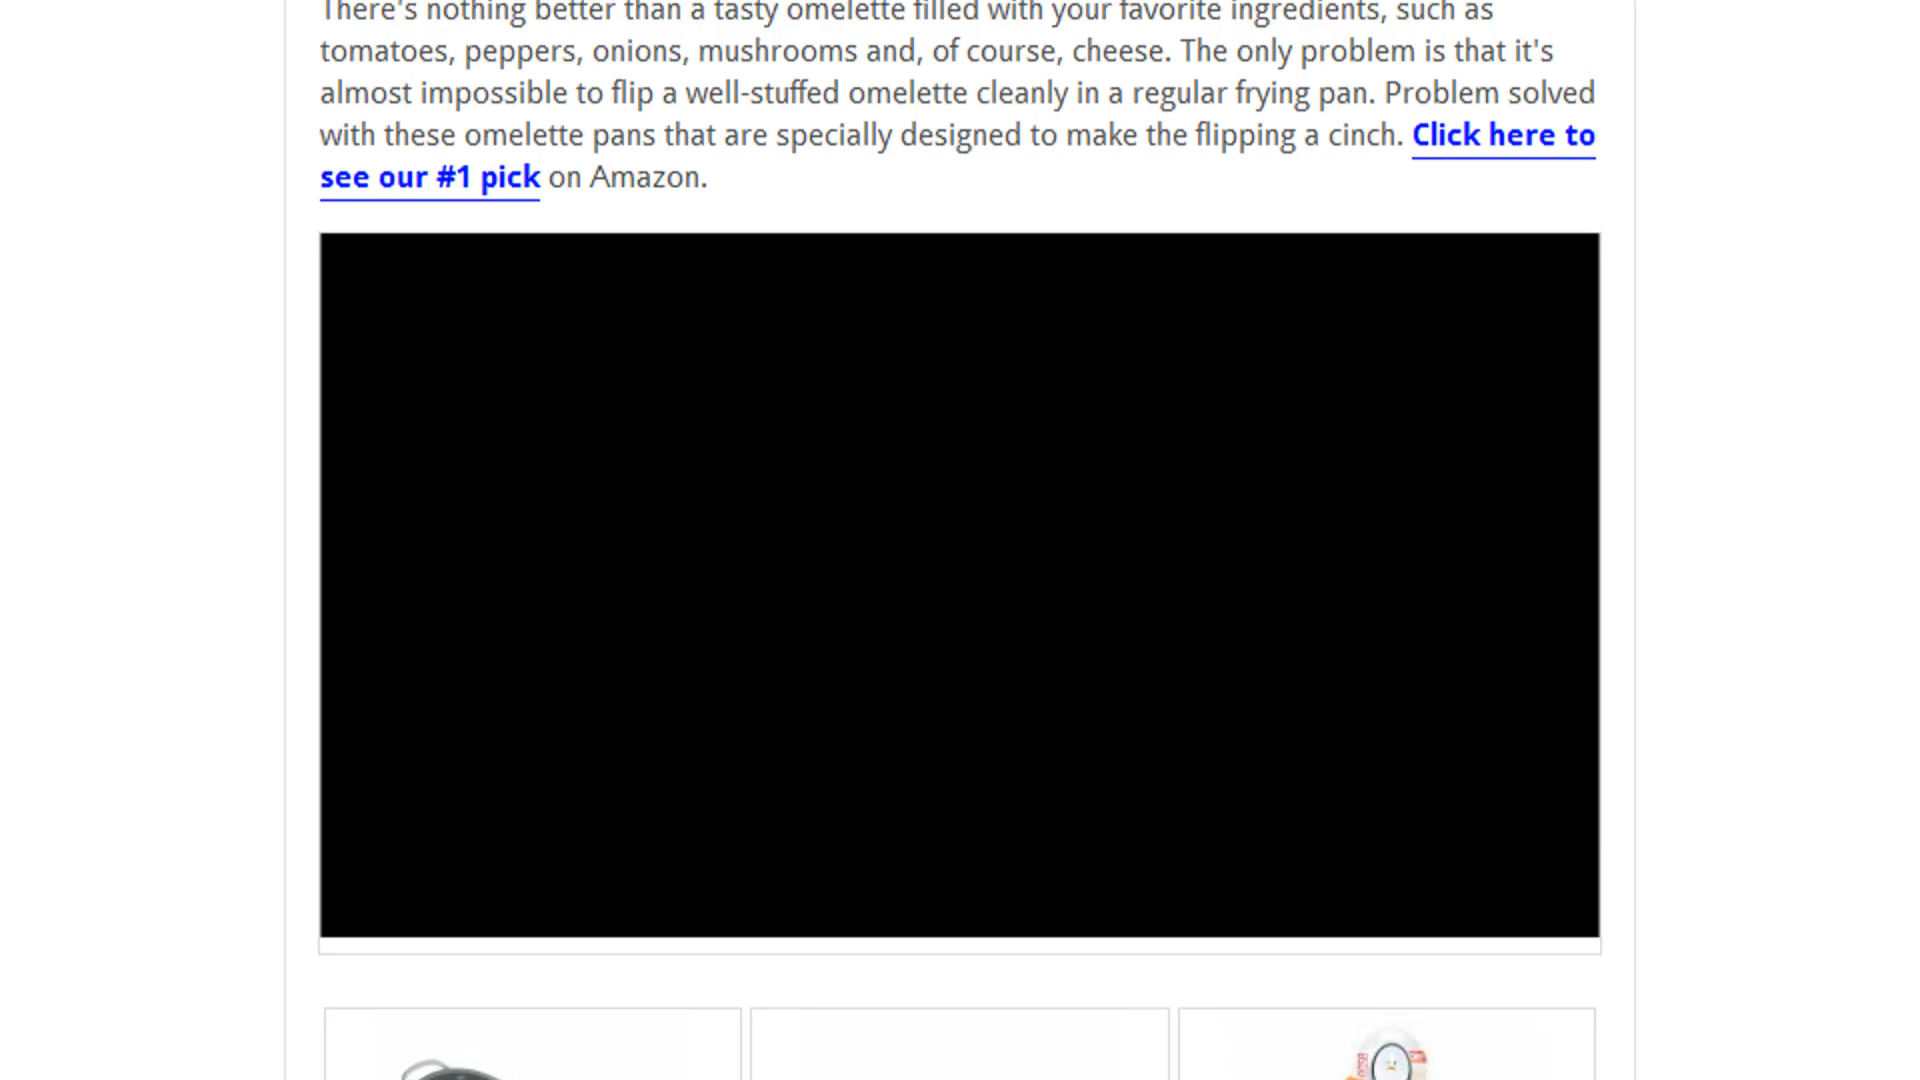 There's nothing better than a tasty omelette filled with your favorite ingredients, such as
tomatoes, peppers, onions, mushrooms and, of course, cheese. The only problem is that it's
almost impossible to flip a well-stuffed omelette cleanly in a regular frying pan. Problem solved
with these omelette pans that are specially designed to make the flipping a cinch. Click here to
see our #1 pick on Amazon.